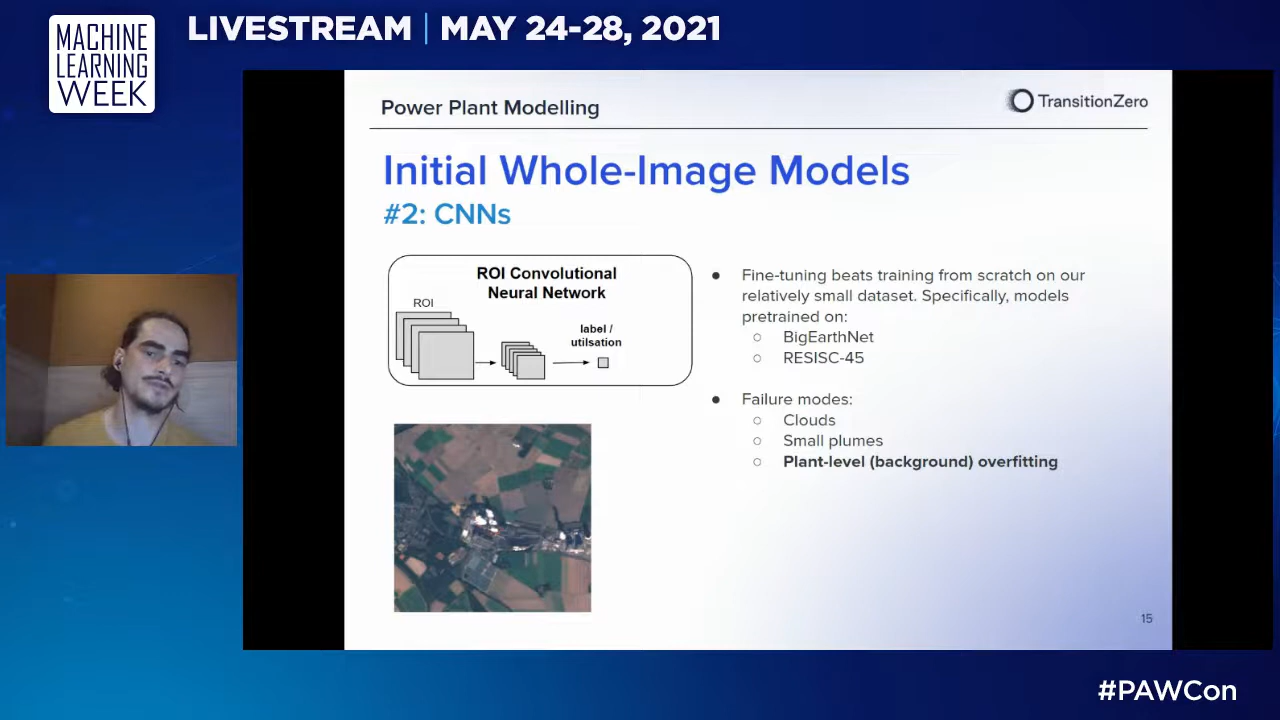 MACHINE
LEARNING
WEEK
LIVESTREAM | MAY 24-28, 2021
Power Plant Modelling
TransitionZero
Initial Whole-Image Models
#2: CNNs
ROI Convolutional
Neural Network
ROI
label /
utilsation
● Fine-tuning beats training from scratch on our
relatively small dataset. Specifically, models
pretrained on:
○ BigEarthNet
○ RESISC-45
● Failure modes:
○ Clouds
○ Small plumes
○ Plant-level (background) overfitting
15
#PAWCon